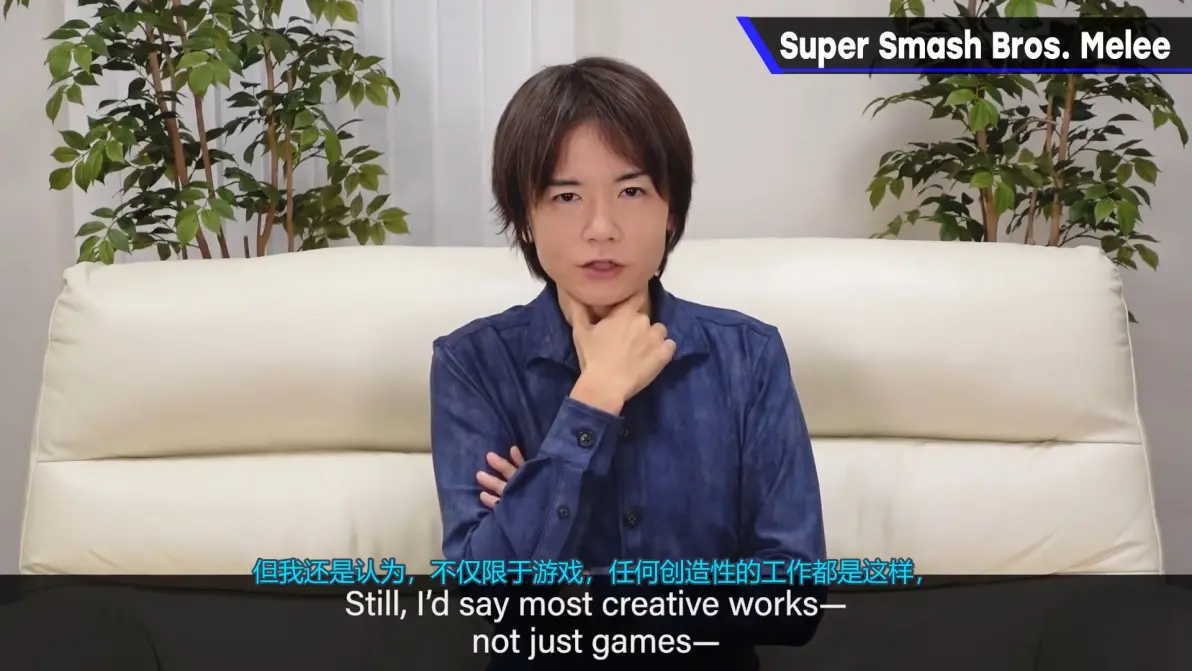 Super Smash Bros. Melee
但我还是认为，不仅限于游戏，任何创造性的工作都是这样，
Still, I’d say most creative works—
not just games—